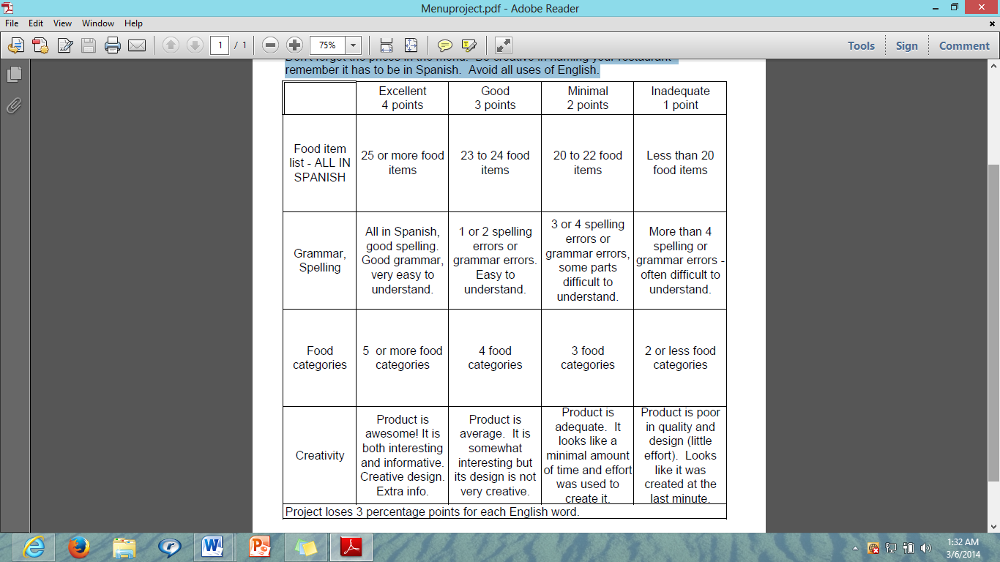 Menuproject.pdf - Adobe Reader
File Edit View Window Help
1 / 1 75% Tools Sign Comment
Don't forget the prices in the menu. Be creative in naming your restaurant -
remember it has to be in Spanish. Avoid all uses of English.
Excellent
4 points
Good
3 points
Minimal
2 points
Inadequate
1 point
Food item
list - ALL IN
SPANISH
25 or more food
items
23 to 24 food
items
20 to 22 food
items
Less than 20
food items
Grammar,
Spelling
All in Spanish,
good spelling.
Good grammar,
very easy to
understand.
1 or 2 spelling
errors or
grammar errors.
Easy to
understand.
3 or 4 spelling
errors or
grammar errors,
some parts
difficult to
understand.
More than 4
spelling or
grammar errors -
often difficult to
understand.
Food
categories
5 or more food
categories
4 food
categories
3 food
categories
2 or less food
categories
Creativity
Product is
awesome! It is
both interesting
and informative.
Creative design.
Extra info.
Product is
average. It is
somewhat
interesting but
its design is not
very creative.
Product is
adequate. It
looks like a
minimal amount
of time and effort
was used to
create it.
Product is poor
in quality and
design (little
effort). Looks
like it was
created at the
last minute.
Project loses 3 percentage points for each English word.
1:32 AM
3/6/2014